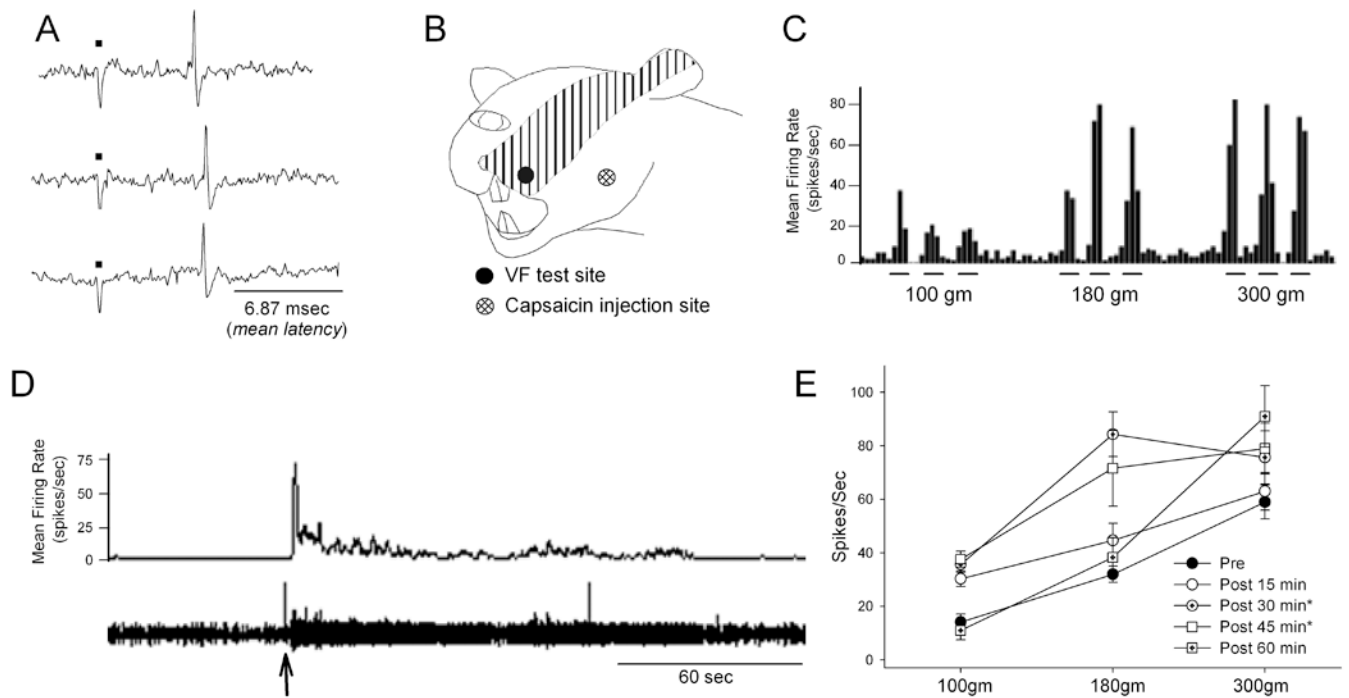 A
6.87 msec
(mean latency)
B
VF test site
Capsaicin injection site
C
Mean Firing Rate
(spikes/sec)
80
60
40
20
0
100 gm
180 gm
300 gm
D
Mean Firing Rate
(spikes/sec)
75
50
25
0
60 sec
E
Spikes/Sec
100
80
60
40
20
0
Pre
Post 15 min
Post 30 min*
Post 45 min*
Post 60 min
100gm
180gm
300gm